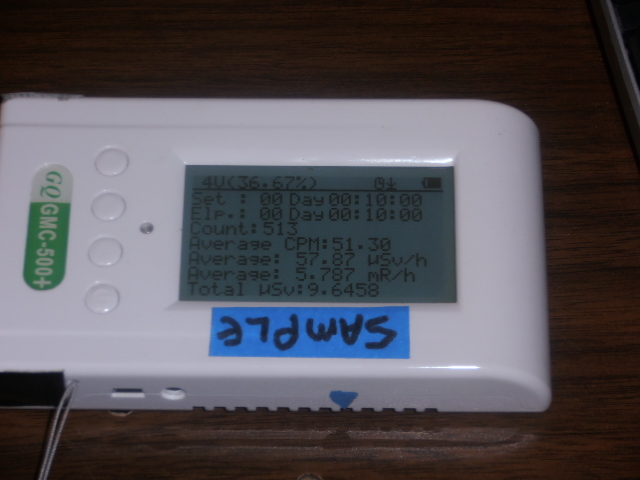 4V(36.67%)
Set : 00 Day 00:10:00
Elp.: 00 Day 00:10:00
Count:513
Average CPM:51.30
Average: 57.87 µSv/h
Average: 5.787 mR/h
Total µSv:9.6458
SAMPLE
GQ GMC-500+